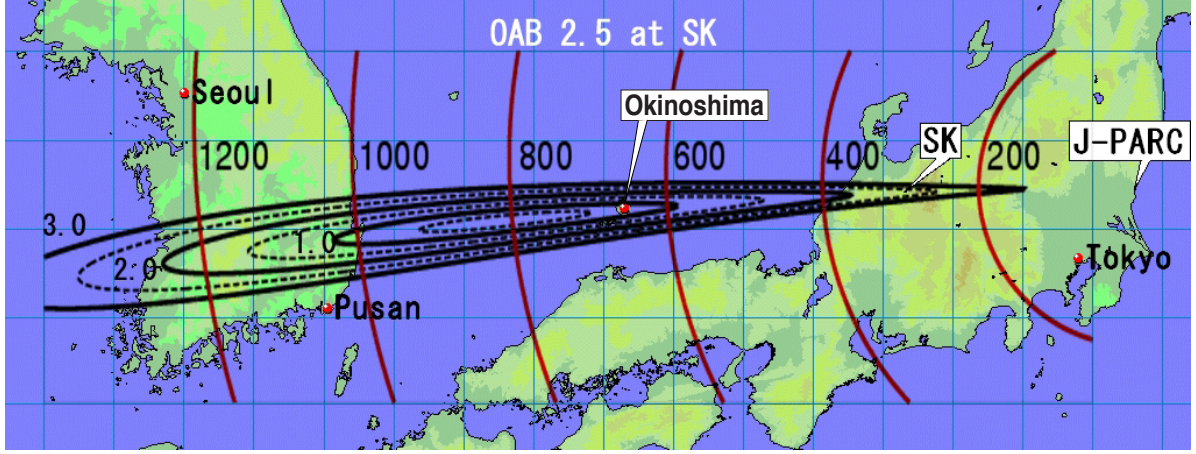 OAB 2.5 at SK
Seoul
Okinoshima
SK
J-PARC
1200
1000
800
600
400
200
3.0
1.0
2.0
Tokyo
Pusan